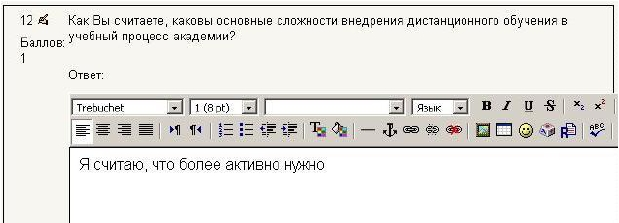 12 Как Вы считаете, каковы основные сложности внедрения дистанционного обучения в
Баллов: учебный процесс академии?
1
Ответ:
Trebuchet 1 (8 pt) Язык B I U S x₂ x²
ABC
Я считаю, что более активно нужно